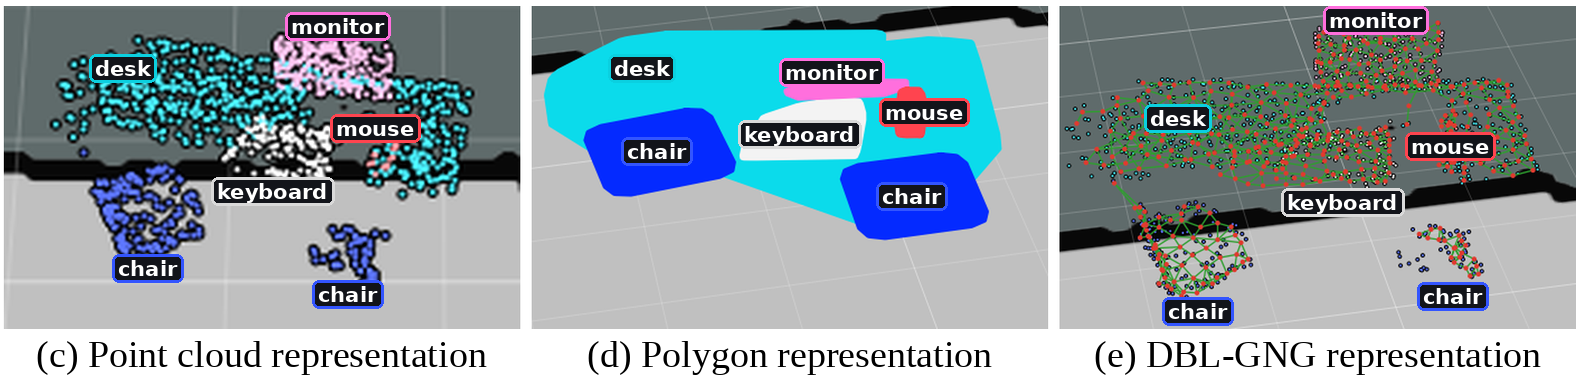 monitor
desk
mouse
keyboard
chair
chair
(c) Point cloud representation
desk
monitor
mouse
keyboard
chair
chair
(d) Polygon representation
monitor
desk
mouse
keyboard
chair
chair
(e) DBL-GNG representation